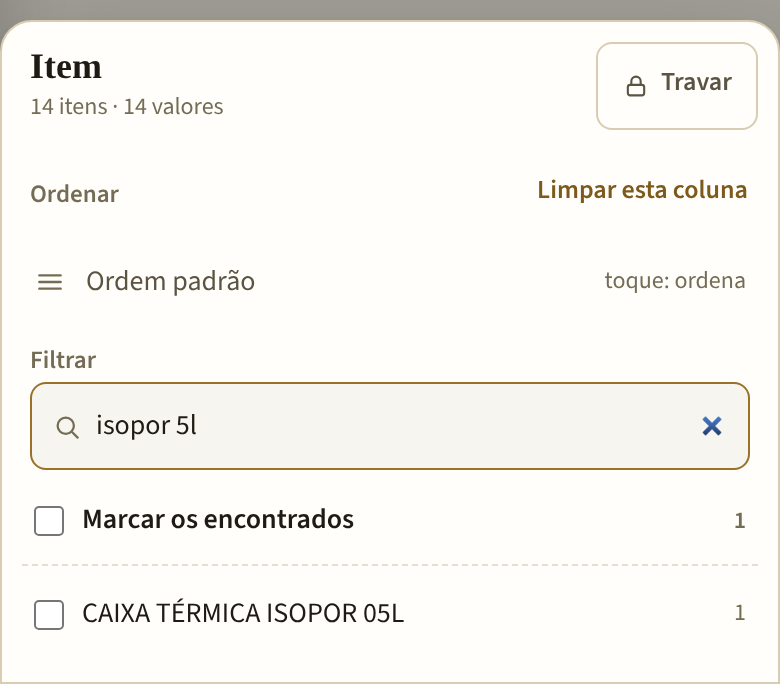 Item
14 itens · 14 valores
Travar
Ordenar
Limpar esta coluna
Ordem padrão
toque: ordena
Filtrar
isopor 5l
Marcar os encontrados
1
CAIXA TÉRMICA ISOPOR 05L
1